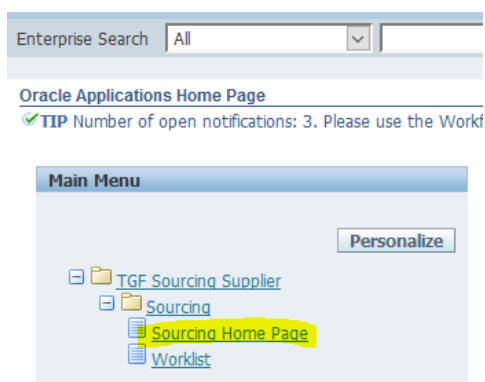 Enterprise Search All
Oracle Applications Home Page
TIP Number of open notifications: 3. Please use the Workf
Main Menu
Personalize
TGF Sourcing Supplier
Sourcing
Sourcing Home Page
Worklist